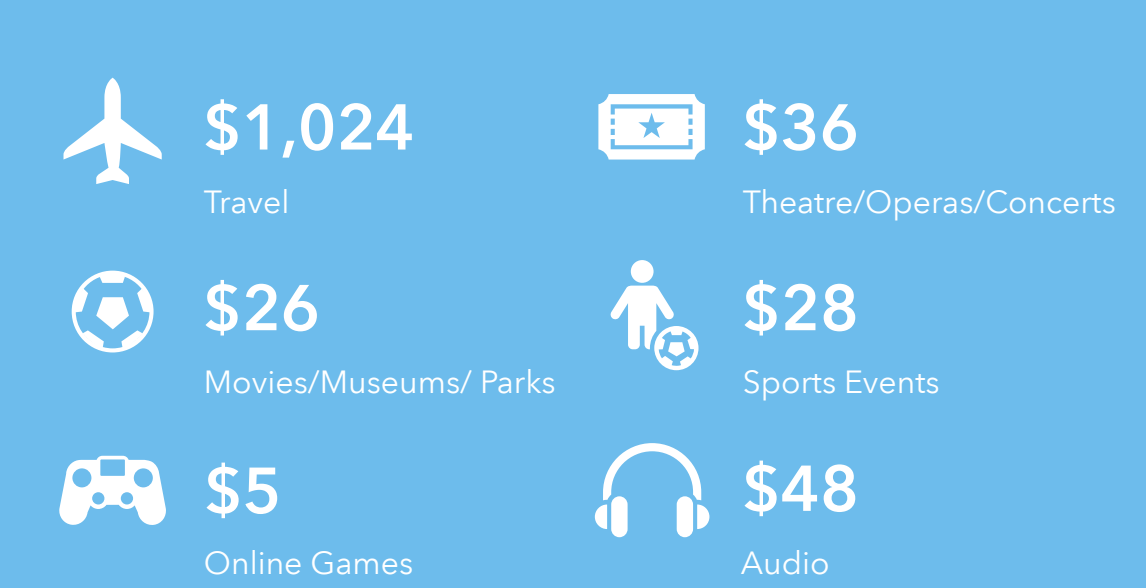 $1,024
Travel
$36
Theatre/Operas/Concerts
$26
Movies/Museums/ Parks
$28
Sports Events
$5
Online Games
$48
Audio